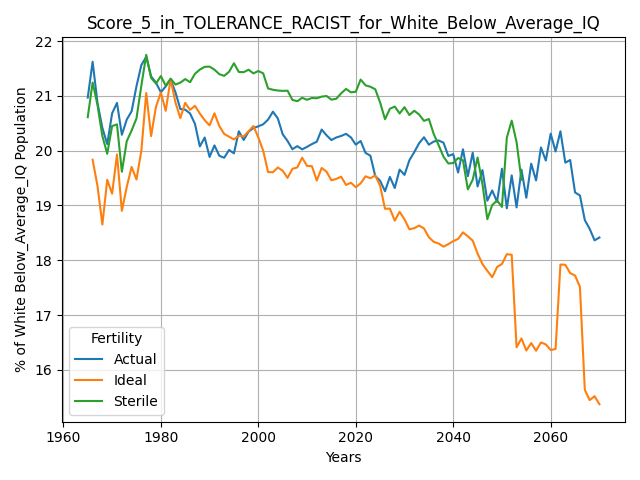 Score_5_in_TOLERANCE_RACIST_for_White_Below_Average_IQ
% of White Below_Average_IQ Population
22
21
20
19
18
17
16
Fertility
Actual
Ideal
Sterile
1960
1980
2000
2020
2040
2060
Years